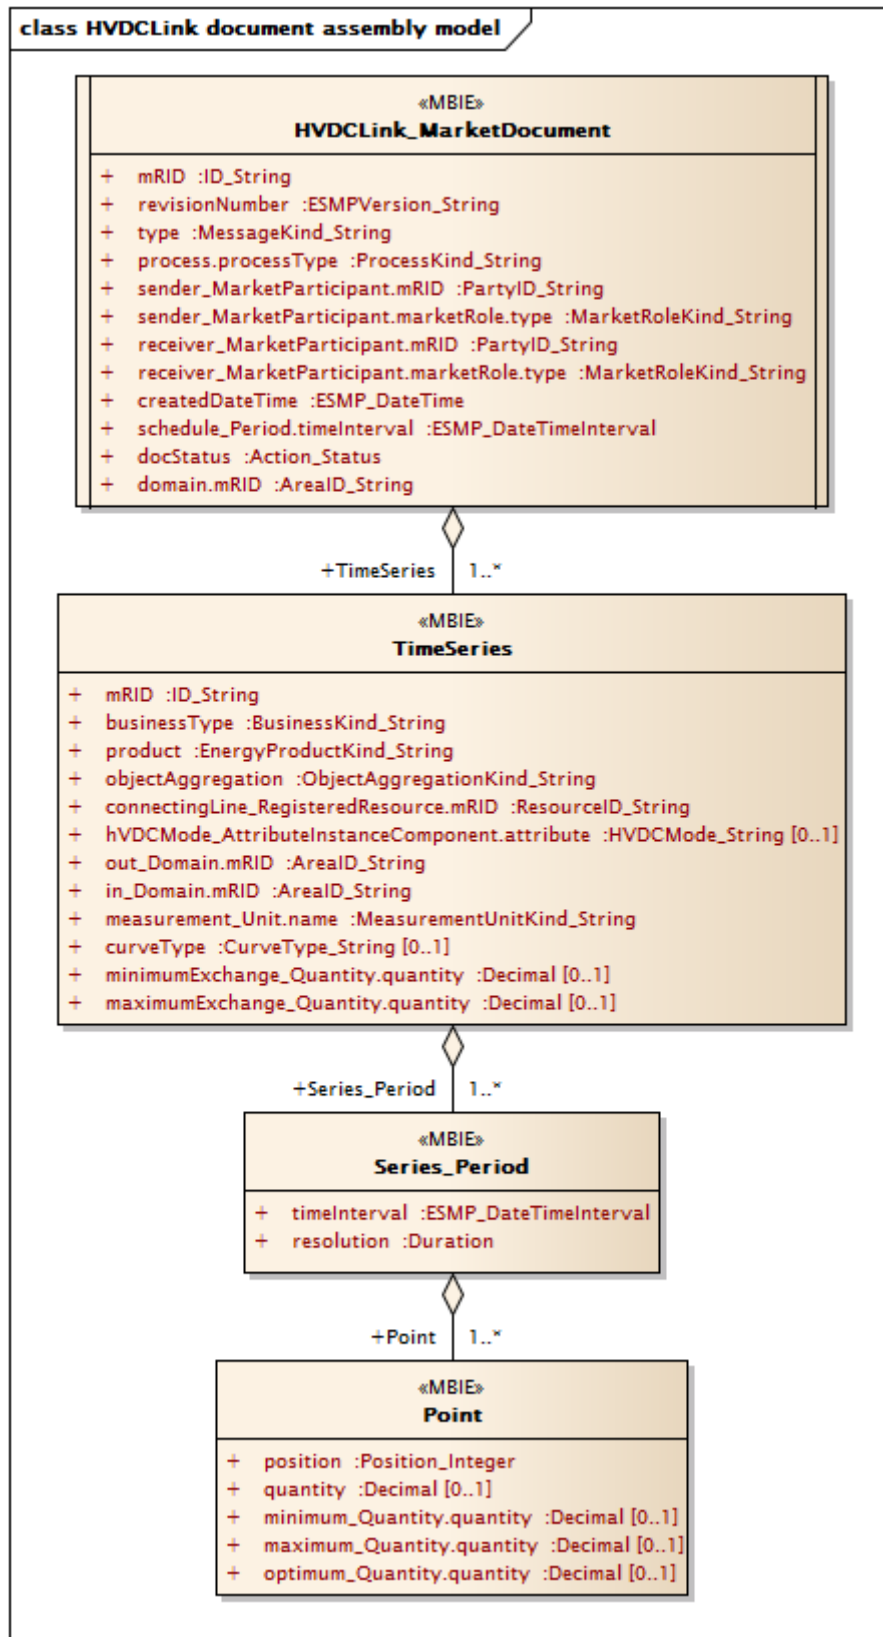 class HVDCLink document assembly model
«MBIE»
HVDCLink_MarketDocument
+ mRID :ID_String
+ revisionNumber :ESMPVersion_String
+ type :MessageKind_String
+ process.processType :ProcessKind_String
+ sender_MarketParticipant.mRID :PartyID_String
+ sender_MarketParticipant.marketRole.type :MarketRoleKind_String
+ receiver_MarketParticipant.mRID :PartyID_String
+ receiver_MarketParticipant.marketRole.type :MarketRoleKind_String
+ createdDateTime :ESMP_DateTime
+ schedule_Period.timeInterval :ESMP_DateTimeInterval
+ docStatus :Action_Status
+ domain.mRID :AreaID_String
+TimeSeries 1..*
«MBIE»
TimeSeries
+ mRID :ID_String
+ businessType :BusinessKind_String
+ product :EnergyProductKind_String
+ objectAggregation :ObjectAggregationKind_String
+ connectingLine_RegisteredResource.mRID :ResourceID_String
+ hVDCMode_AttributeInstanceComponent.attribute :HVDCMode_String [0..1]
+ out_Domain.mRID :AreaID_String
+ in_Domain.mRID :AreaID_String
+ measurement_Unit.name :MeasurementUnitKind_String
+ curveType :CurveType_String [0..1]
+ minimumExchange_Quantity.quantity :Decimal [0..1]
+ maximumExchange_Quantity.quantity :Decimal [0..1]
+Series_Period 1..*
«MBIE»
Series_Period
+ timeInterval :ESMP_DateTimeInterval
+ resolution :Duration
+Point 1..*
«MBIE»
Point
+ position :Position_Integer
+ quantity :Decimal [0..1]
+ minimum_Quantity.quantity :Decimal [0..1]
+ maximum_Quantity.quantity :Decimal [0..1]
+ optimum_Quantity.quantity :Decimal [0..1]